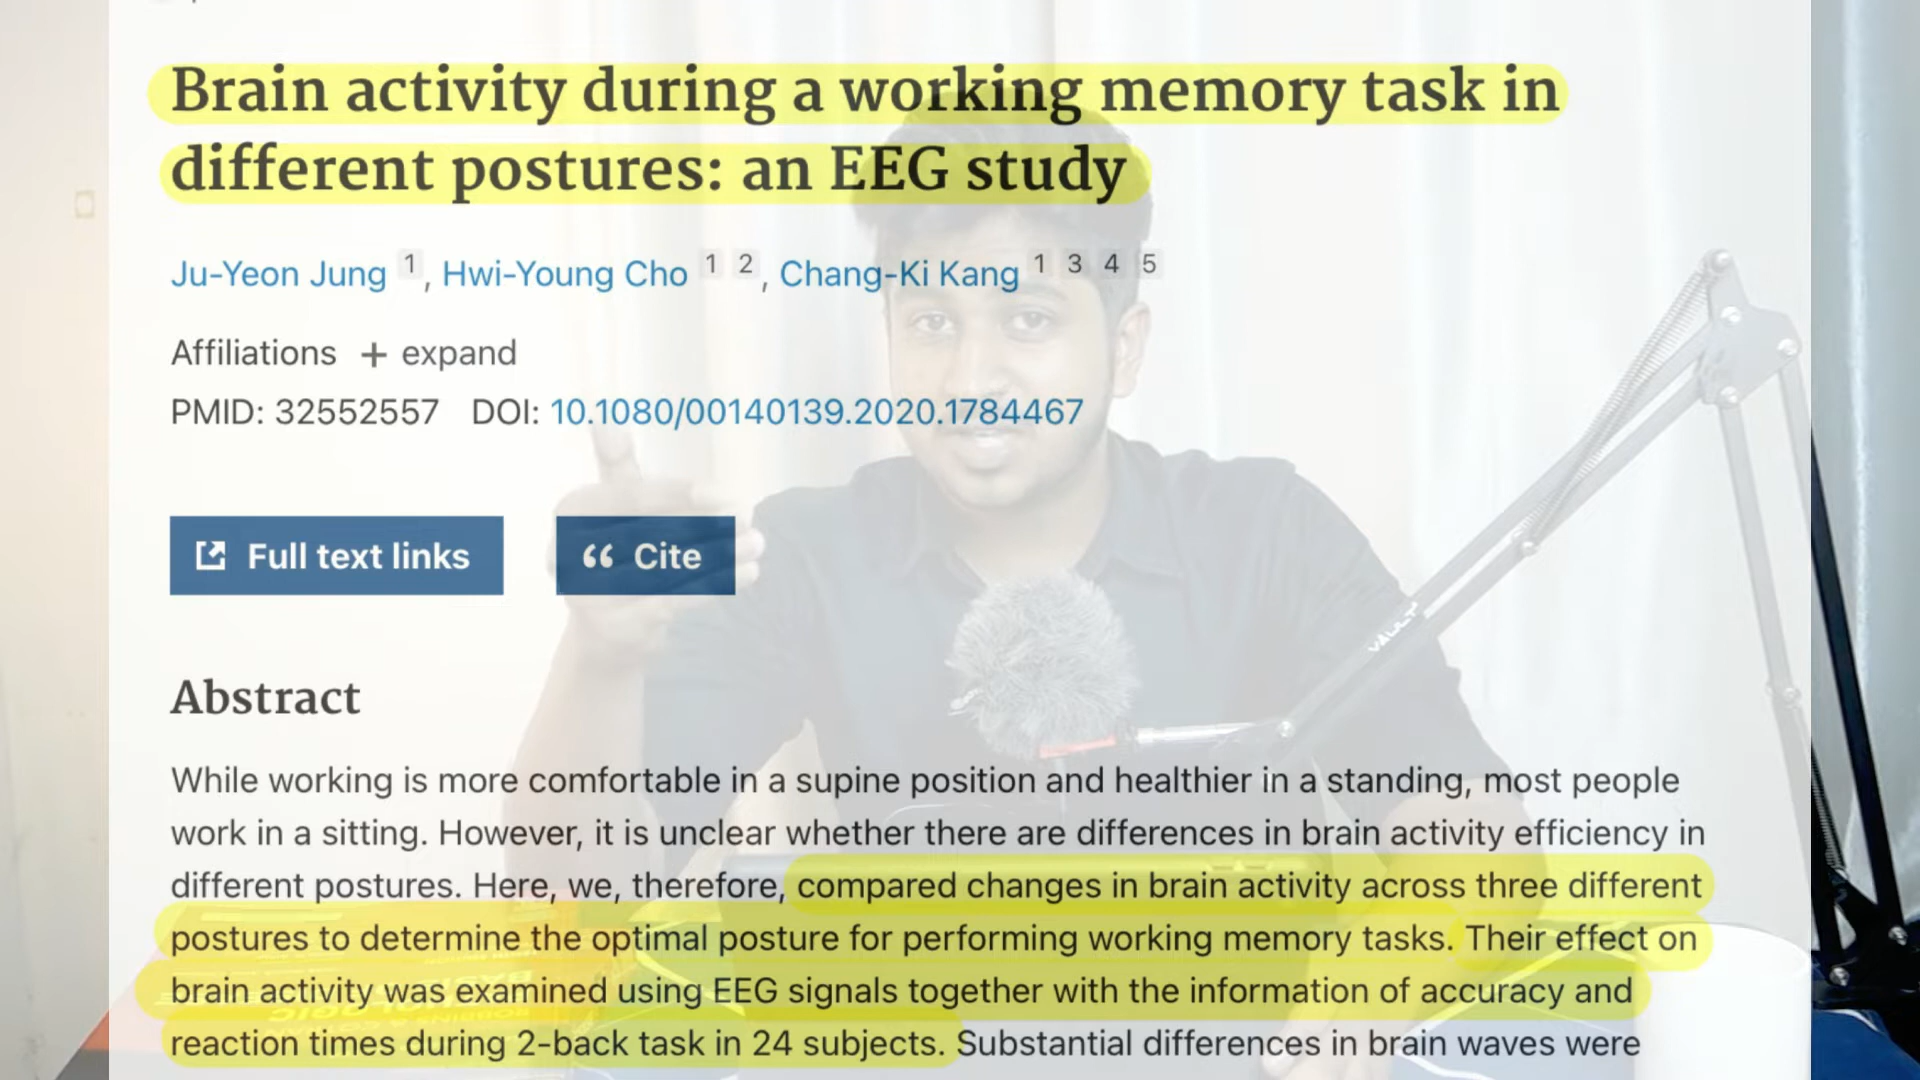 Brain activity during a working memory task in
different postures: an EEG study
Ju-Yeon Jung 1, Hwi-Young Cho 1 2, Chang-Ki Kang 1 3 4 5
Affiliations + expand
PMID: 32552557 DOI: 10.1080/00140139.2020.1784467
Full text links
Cite
Abstract
While working is more comfortable in a supine position and healthier in a standing, most people
work in a sitting. However, it is unclear whether there are differences in brain activity efficiency in
different postures. Here, we, therefore, compared changes in brain activity across three different
postures to determine the optimal posture for performing working memory tasks. Their effect on
brain activity was examined using EEG signals together with the information of accuracy and
reaction times during 2-back task in 24 subjects. Substantial differences in brain waves were
VAULT